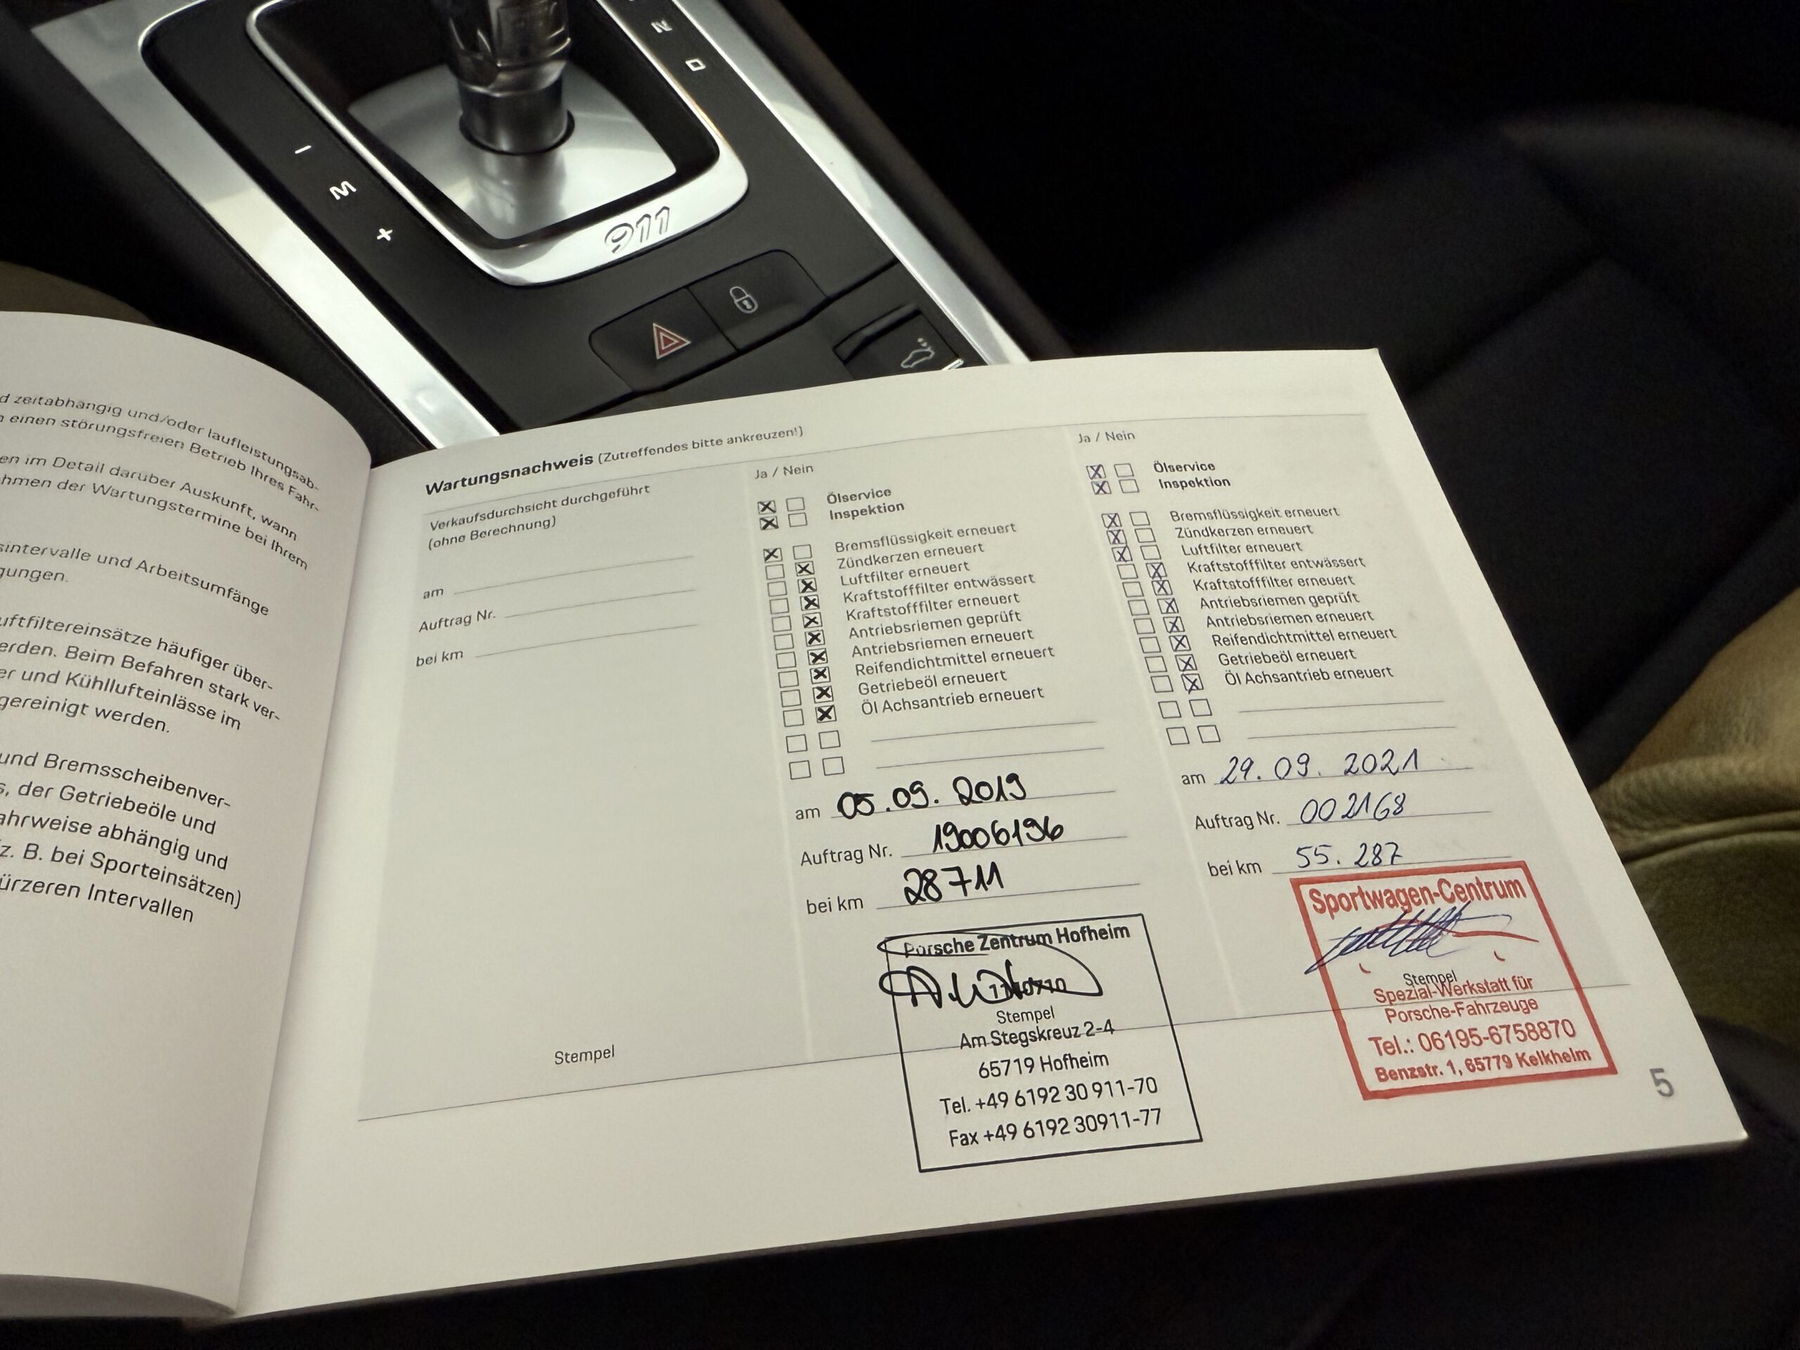 N
D
–
M
+
911
d zeitabhängig und/oder laufleistungsab-
n einen störungsfreien Betrieb Ihres Fahr-
en im Detail darüber Auskunft, wann
hmen der Wartungstermine bei Ihrem
sintervalle und Arbeitsumfänge
gungen.
uftfiltereinsätze häufiger über-
erden. Beim Befahren stark ver-
er und Kühllufteinlässe im
gereinigt werden.
und Bremsscheibenver-
s, der Getriebeöle und
ahrweise abhängig und
z. B. bei Sporteinsätzen)
ürzeren Intervallen
Wartungsnachweis (Zutreffendes bitte ankreuzen!)
Verkaufsdurchsicht durchgeführt
(ohne Berechnung)
am
Auftrag Nr.
bei km
Stempel
Ja / Nein
Ölservice
Inspektion
Bremsflüssigkeit erneuert
Zündkerzen erneuert
Luftfilter erneuert
Kraftstofffilter entwässert
Kraftstofffilter erneuert
Antriebsriemen geprüft
Antriebsriemen erneuert
Reifendichtmittel erneuert
Getriebeöl erneuert
Öl Achsantrieb erneuert
am 05.09.2019
Auftrag Nr. 19006196
bei km 28711
Porsche Zentrum Hofheim
Stempel
Am Stegskreuz 2-4
65719 Hofheim
Tel. +49 6192 30 911-70
Fax +49 6192 30911-77
Ja / Nein
Ölservice
Inspektion
Bremsflüssigkeit erneuert
Zündkerzen erneuert
Luftfilter erneuert
Kraftstofffilter entwässert
Kraftstofffilter erneuert
Antriebsriemen geprüft
Antriebsriemen erneuert
Reifendichtmittel erneuert
Getriebeöl erneuert
Öl Achsantrieb erneuert
am 29.09.2021
Auftrag Nr. 002168
bei km 55.287
Sportwagen-Centrum
Stempel
Spezial-Werkstatt für
Porsche-Fahrzeuge
Tel.: 06195-6758870
Benzstr. 1, 65779 Kelkheim
5